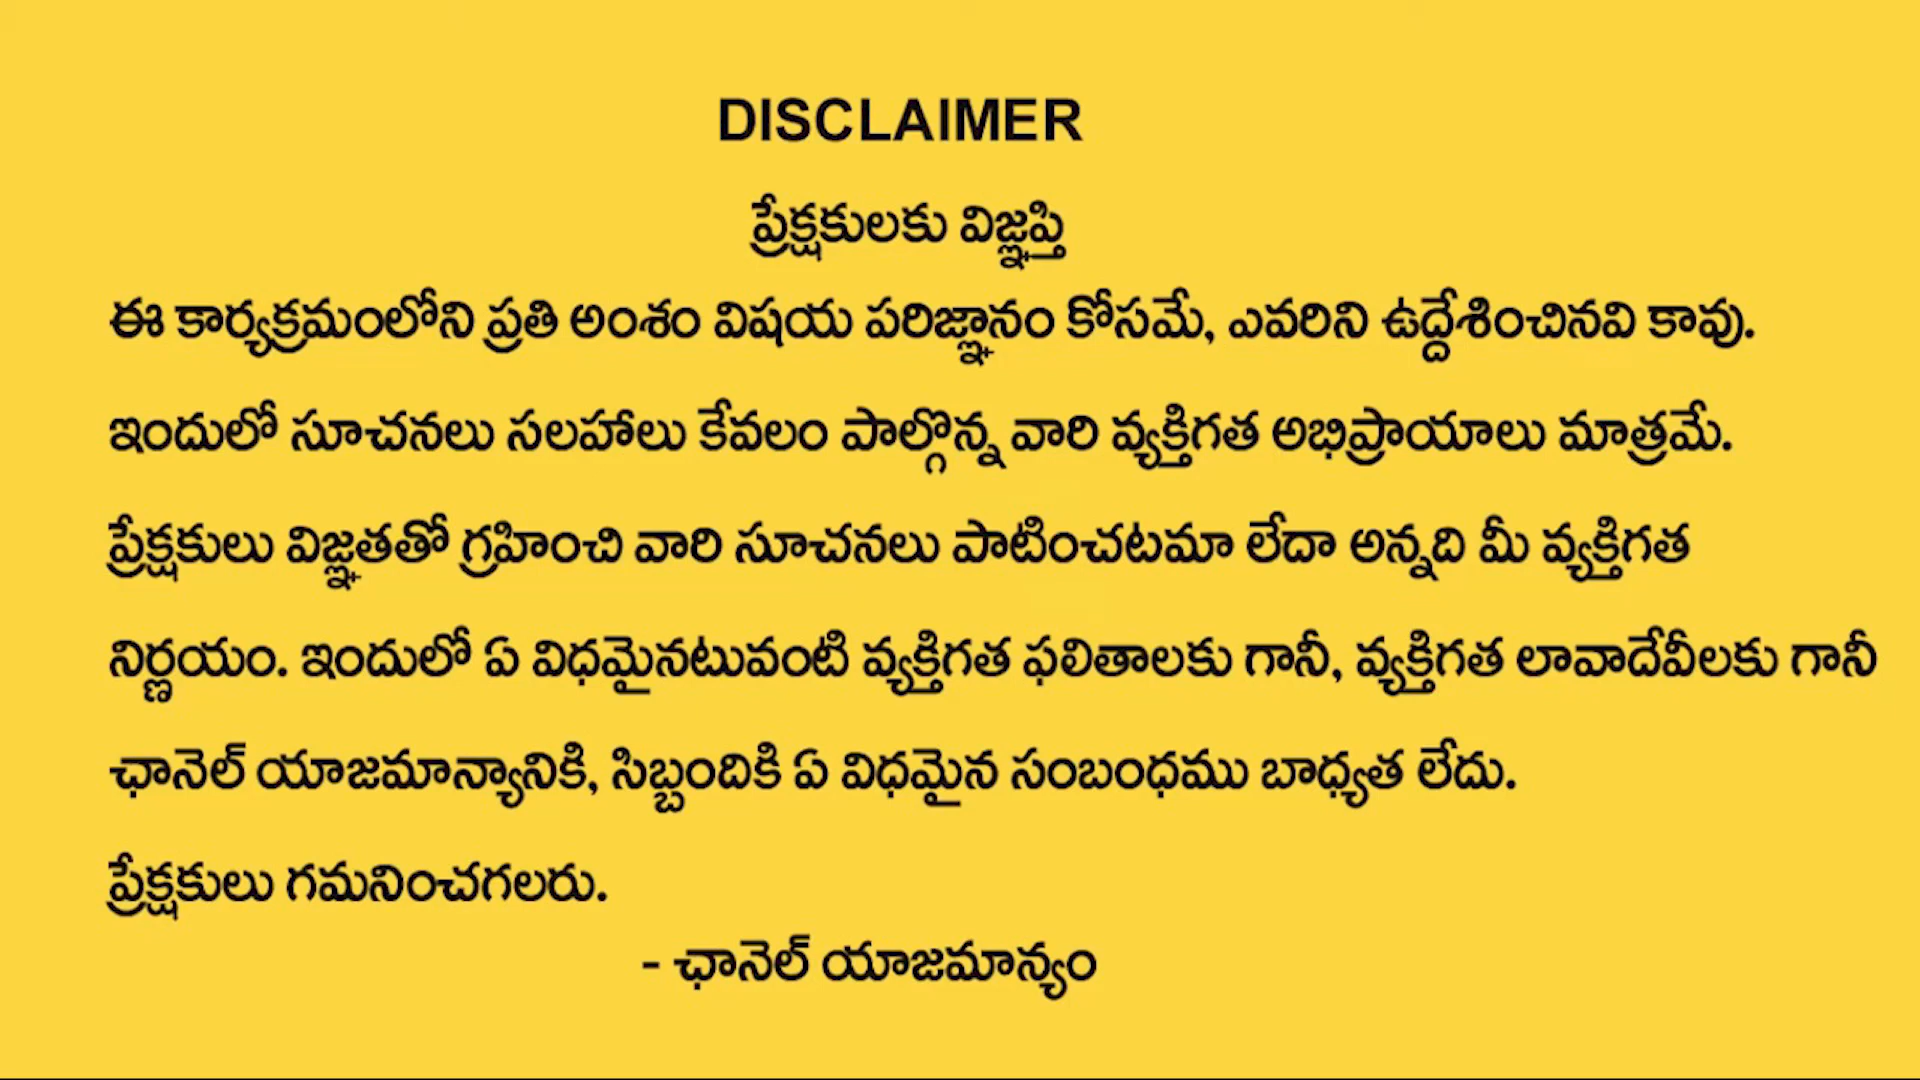 DISCLAIMER
ప్రేక్షకులకు విజ్ఞప్తి
ఈ కార్యక్రమంలోని ప్రతి అంశం విషయ పరిజ్ఞానం కోసమే, ఎవరిని ఉద్దేశించినవి కావు.
ఇందులో సూచనలు సలహాలు కేవలం పాల్గొన్న వారి వ్యక్తిగత అభిప్రాయాలు మాత్రమే.
ప్రేక్షకులు విజ్ఞతతో గ్రహించి వారి సూచనలు పాటించటమా లేదా అన్నది మీ వ్యక్తిగత
నిర్ణయం. ఇందులో ఏ విధమైనటువంటి వ్యక్తిగత ఫలితాలకు గానీ, వ్యక్తిగత లావాదేవీలకు గానీ
ఛానెల్ యాజమాన్యానికి, సిబ్బందికి ఏ విధమైన సంబంధము బాధ్యత లేదు.
ప్రేక్షకులు గమనించగలరు.
- ఛానెల్ యాజమాన్యం